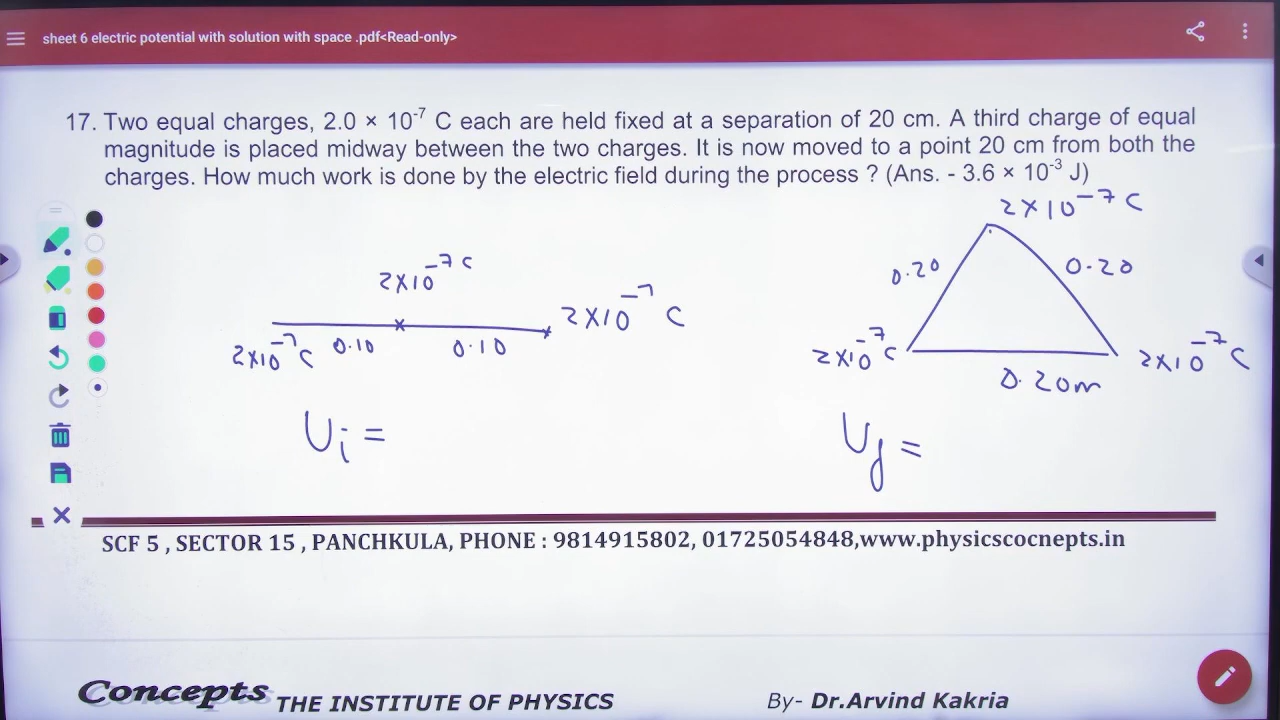 sheet 6 electric potential with solution with space .pdf<Read-only>
17. Two equal charges, 2.0 × 10⁻⁷ C each are held fixed at a separation of 20 cm. A third charge of equal
magnitude is placed midway between the two charges. It is now moved to a point 20 cm from both the
charges. How much work is done by the electric field during the process ? (Ans. - 3.6 × 10⁻³ J)
2×10⁻⁷ C
0.20
0.20
2×10⁻⁷ C
2×10⁻⁷ C
2×10⁻⁷ C
0.10
0.10
2×10⁻⁷ C
2×10⁻⁷ C
0.20m
Uᵢ =
U_f =
SCF 5 , SECTOR 15 , PANCHKULA, PHONE : 9814915802, 01725054848,www.physicscocnepts.in
Concepts THE INSTITUTE OF PHYSICS
By- Dr.Arvind Kakria